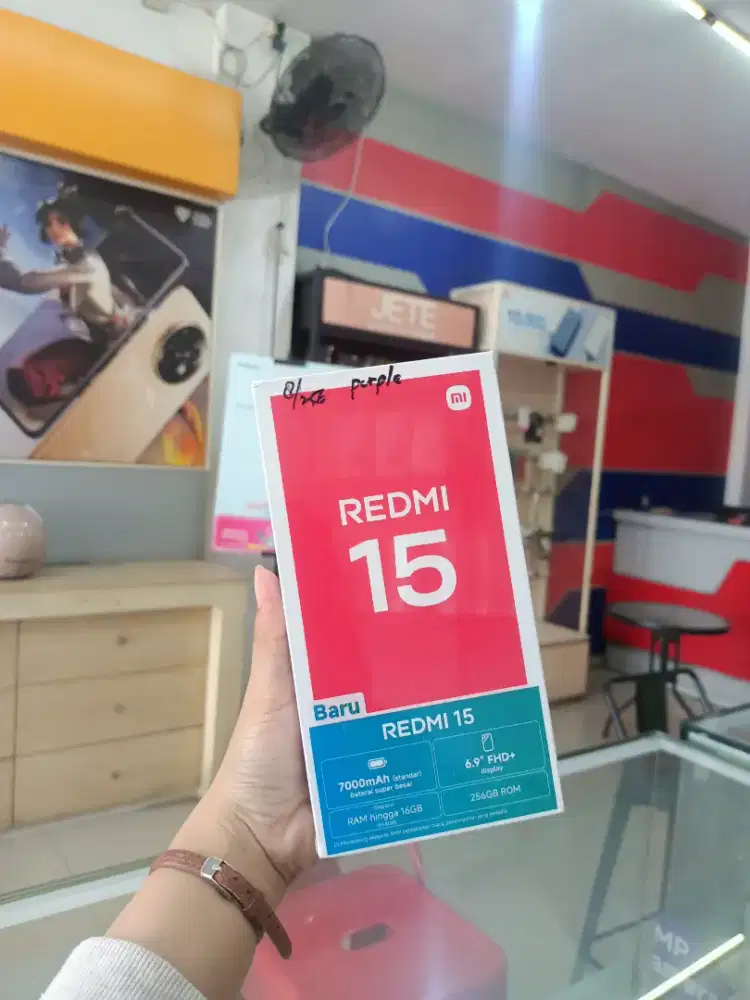 JETE
8/256 purple
mi
REDMI
15
Baru
REDMI 15
7000mAh (standar)
baterai super besar
6.9" FHD+
display
RAM hingga 16GB
256GB ROM
MP